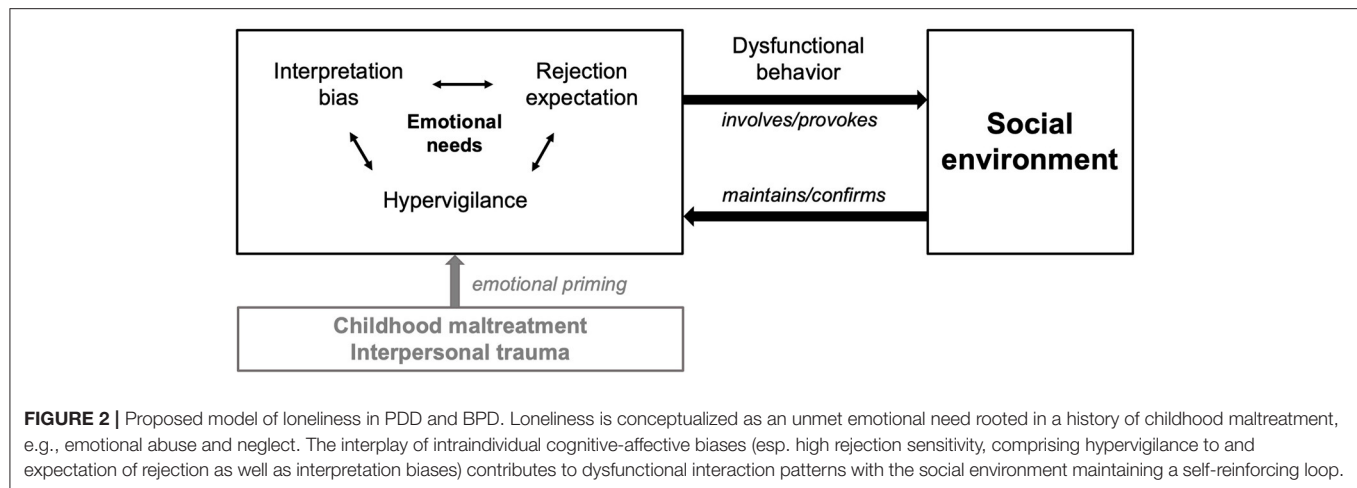 Interpretation
bias
Rejection
expectation
Emotional
needs
Hypervigilance
Dysfunctional
behavior
involves/provokes
maintains/confirms
Social
environment
emotional priming
Childhood maltreatment
Interpersonal trauma
FIGURE 2 | Proposed model of loneliness in PDD and BPD. Loneliness is conceptualized as an unmet emotional need rooted in a history of childhood maltreatment,
e.g., emotional abuse and neglect. The interplay of intraindividual cognitive-affective biases (esp. high rejection sensitivity, comprising hypervigilance to and
expectation of rejection as well as interpretation biases) contributes to dysfunctional interaction patterns with the social environment maintaining a self-reinforcing loop.